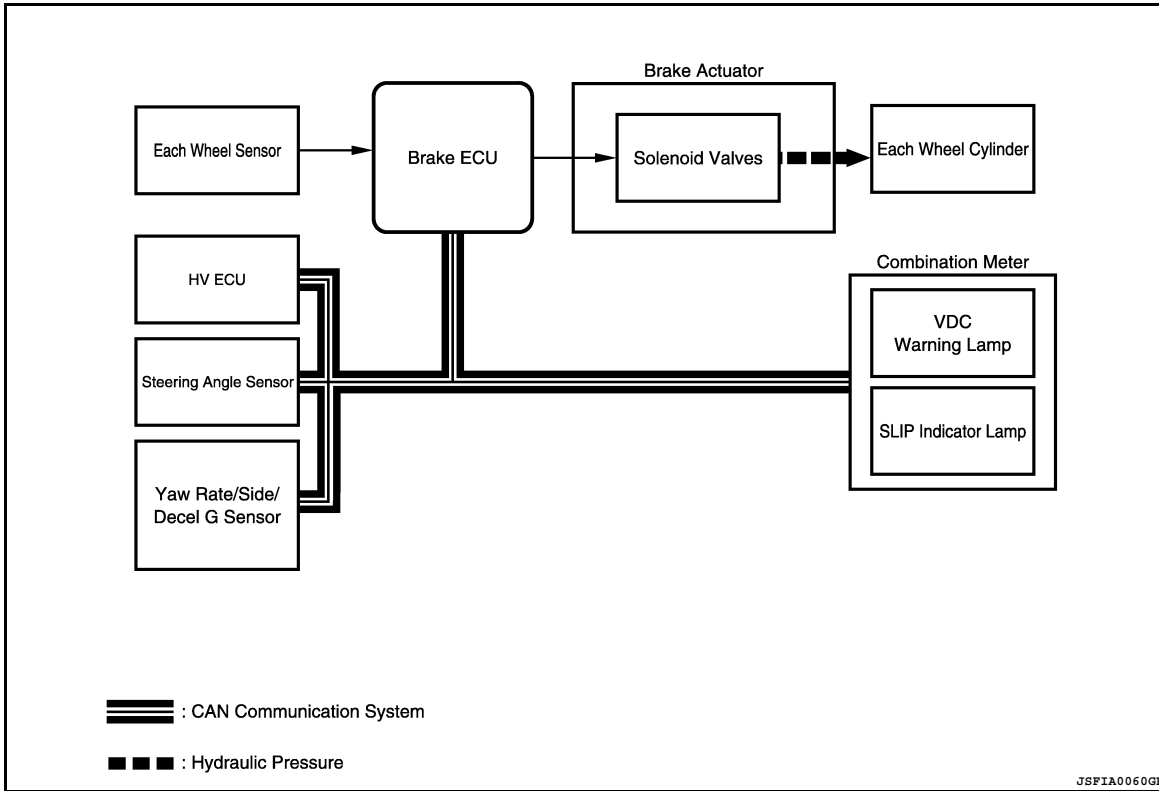 Brake Actuator
Each Wheel Sensor
Brake ECU
Solenoid Valves
Each Wheel Cylinder
HV ECU
Combination Meter
VDC
Warning Lamp
Steering Angle Sensor
SLIP Indicator Lamp
Yaw Rate/Side/
Decel G Sensor
: CAN Communication System
: Hydraulic Pressure